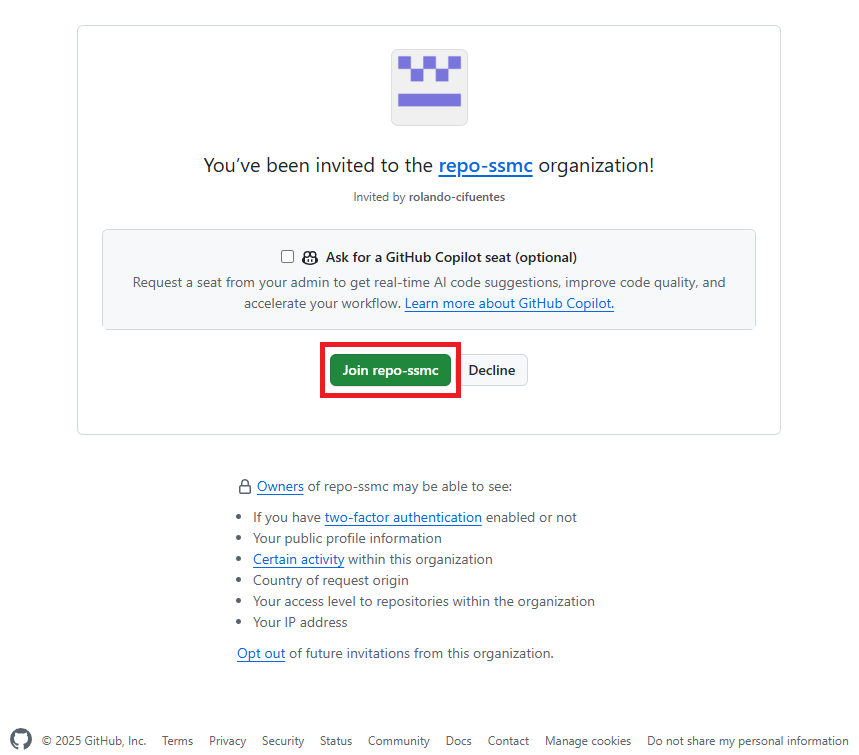 You’ve been invited to the repo-ssmc organization!
Invited by rolando-cifuentes
Ask for a GitHub Copilot seat (optional)
Request a seat from your admin to get real-time AI code suggestions, improve code quality, and
accelerate your workflow. Learn more about GitHub Copilot.
Join repo-ssmc Decline
Owners of repo-ssmc may be able to see:
If you have two-factor authentication enabled or not
Your public profile information
Certain activity within this organization
Country of request origin
Your access level to repositories within the organization
Your IP address
Opt out of future invitations from this organization.
© 2025 GitHub, Inc. Terms Privacy Security Status Community Docs Contact Manage cookies Do not share my personal information